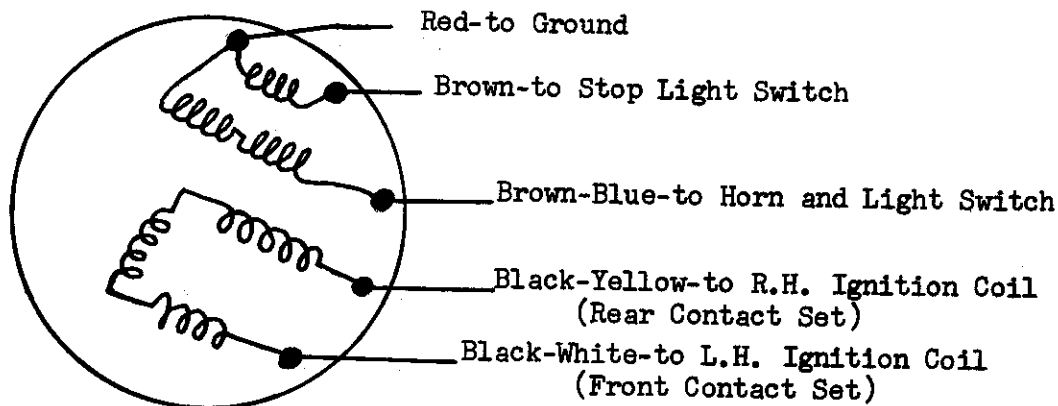 Red-to Ground
Brown-to Stop Light Switch
Brown-Blue-to Horn and Light Switch
Black-Yellow-to R.H. Ignition Coil
(Rear Contact Set)
Black-White-to L.H. Ignition Coil
(Front Contact Set)